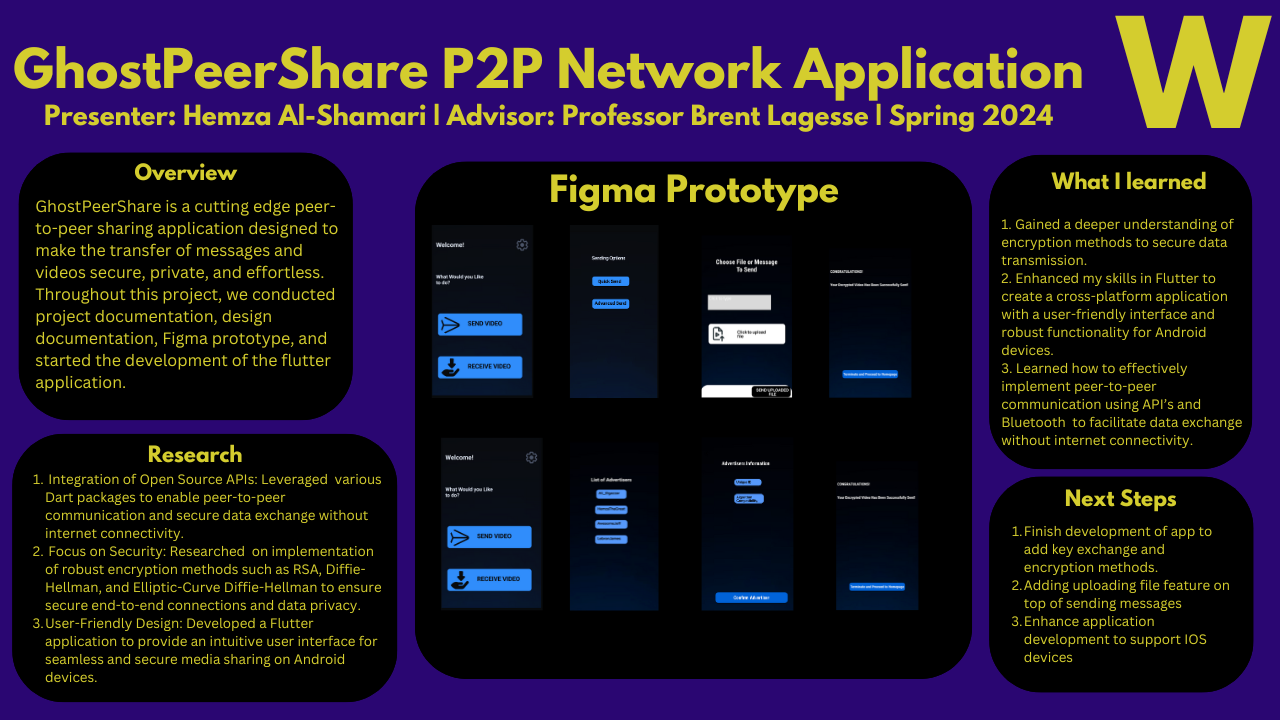 GhostPeerShare P2P Network Application
Presenter: Hemza Al-Shamari | Advisor: Professor Brent Lagesse | Spring 2024
W
Overview
GhostPeerShare is a cutting edge peer-
to-peer sharing application designed to
make the transfer of messages and
videos secure, private, and effortless.
Throughout this project, we conducted
project documentation, design
documentation, Figma prototype, and
started the development of the flutter
application.
Research
1. Integration of Open Source APIs: Leveraged various
Dart packages to enable peer-to-peer
communication and secure data exchange without
internet connectivity.
2. Focus on Security: Researched on implementation
of robust encryption methods such as RSA, Diffie-
Hellman, and Elliptic-Curve Diffie-Hellman to ensure
secure end-to-end connections and data privacy.
3. User-Friendly Design: Developed a Flutter
application to provide an intuitive user interface for
seamless and secure media sharing on Android
devices.
Figma Prototype
Welcome!
What Would you Like
to do?
SEND VIDEO
RECEIVE VIDEO
Sending Options
Quick Send
Advanced Send
Choose File or Message
To Send
Click to upload
file
SEND UPLOADED
FILE
CONGRATULATIONS!
Your Encrypted Video Has Been Successfully Sent!
Terminate and Proceed to Homepage
Welcome!
What Would you Like
to do?
SEND VIDEO
RECEIVE VIDEO
List of Advertisers
Advertisers Information
Confirm Advertiser
CONGRATULATIONS!
Your Encrypted Video Has Been Successfully Sent!
Terminate and Proceed to Homepage
What I learned
1. Gained a deeper understanding of
encryption methods to secure data
transmission.
2. Enhanced my skills in Flutter to
create a cross-platform application
with a user-friendly interface and
robust functionality for Android
devices.
3. Learned how to effectively
implement peer-to-peer
communication using API's and
Bluetooth to facilitate data exchange
without internet connectivity.
Next Steps
1. Finish development of app to
add key exchange and
encryption methods.
2. Adding uploading file feature on
top of sending messages
3. Enhance application
development to support IOS
devices